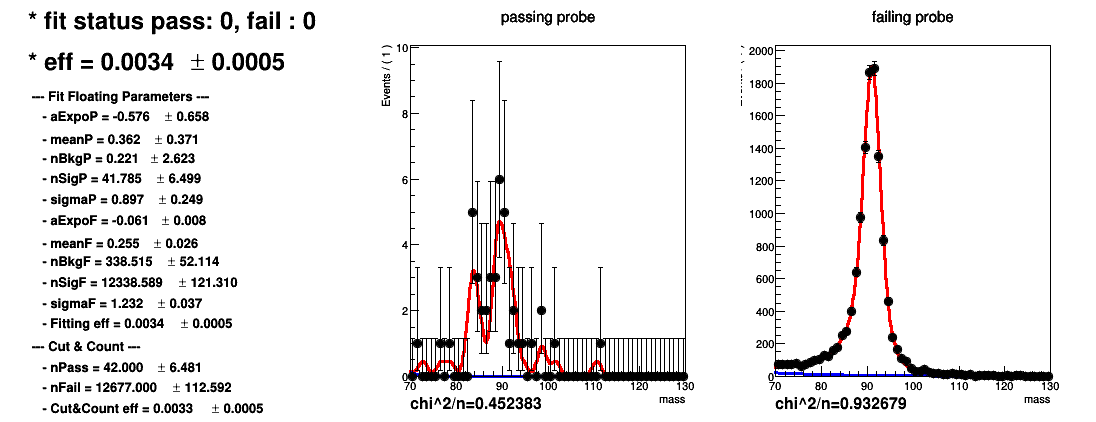 * fit status pass: 0, fail : 0
* eff = 0.0034 ± 0.0005
--- Fit Floating Parameters ---
- aExpoP = -0.576 ± 0.658
- meanP = 0.362 ± 0.371
- nBkgP = 0.221 ± 2.623
- nSigP = 41.785 ± 6.499
- sigmaP = 0.897 ± 0.249
- aExpoF = -0.061 ± 0.008
- meanF = 0.255 ± 0.026
- nBkgF = 338.515 ± 52.114
- nSigF = 12338.589 ± 121.310
- sigmaF = 1.232 ± 0.037
- Fitting eff = 0.0034 ± 0.0005
--- Cut & Count ---
- nPass = 42.000 ± 6.481
- nFail = 12677.000 ± 112.592
- Cut&Count eff = 0.0033 ± 0.0005
passing probe
Events / ( 1 )
10
8
6
4
2
0
70 80 90 100 110 120 130
mass
chi^2/n=0.452383
failing probe
2000
1800
1600
1400
1200
1000
800
600
400
200
0
70 80 90 100 110 120 130
mass
chi^2/n=0.932679